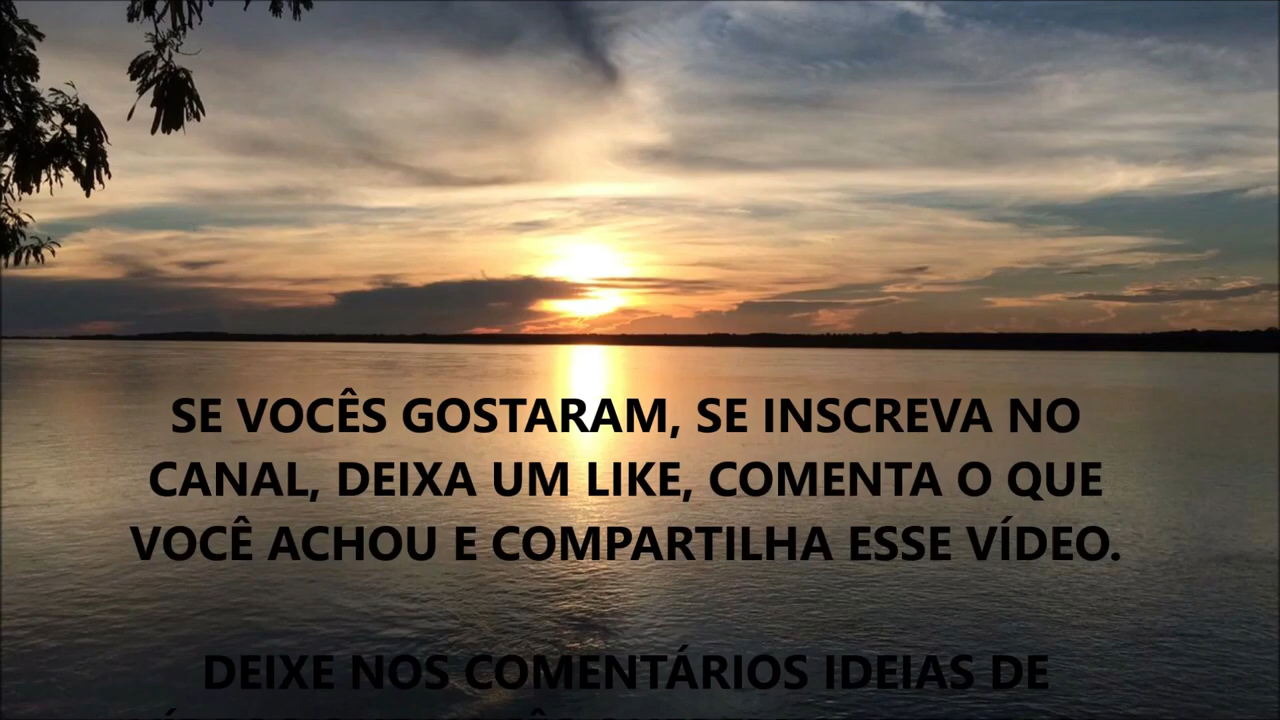 SE VOCÊS GOSTARAM, SE INSCREVA NO
CANAL, DEIXA UM LIKE, COMENTA O QUE
VOCÊ ACHOU E COMPARTILHA ESSE VÍDEO.
DEIXE NOS COMENTÁRIOS IDEIAS DE